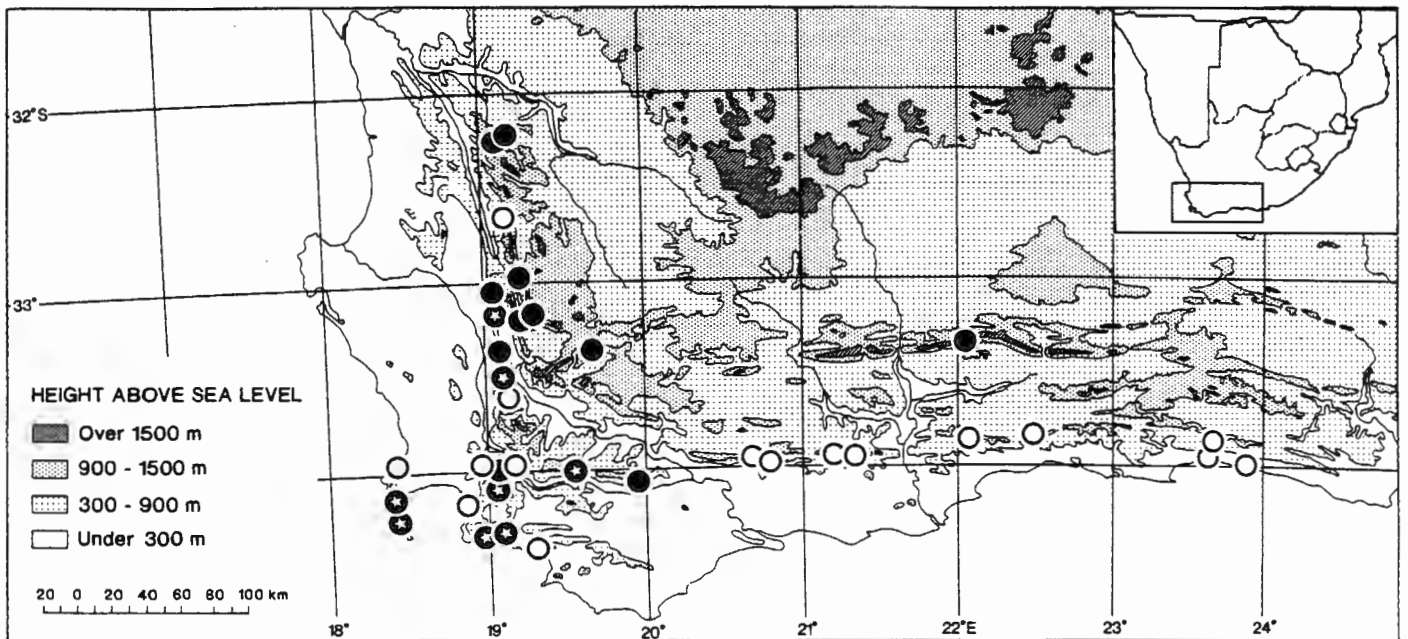 32°S
33°
HEIGHT ABOVE SEA LEVEL
Over 1500 m
900 - 1500 m
300 - 900 m
Under 300 m
20 0 20 40 60 80 100 km
18° 19° 20° 21° 22°E 23° 24°